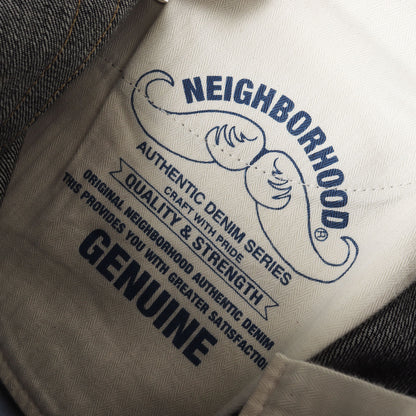 NEIGHBORHOOD®
AUTHENTIC DENIM SERIES
CRAFT WITH PRIDE
QUALITY & STRENGTH
ORIGINAL NEIGHBORHOOD AUTHENTIC DENIM
THIS PROVIDES YOU WITH GREATER SATISFACTION
GENUINE